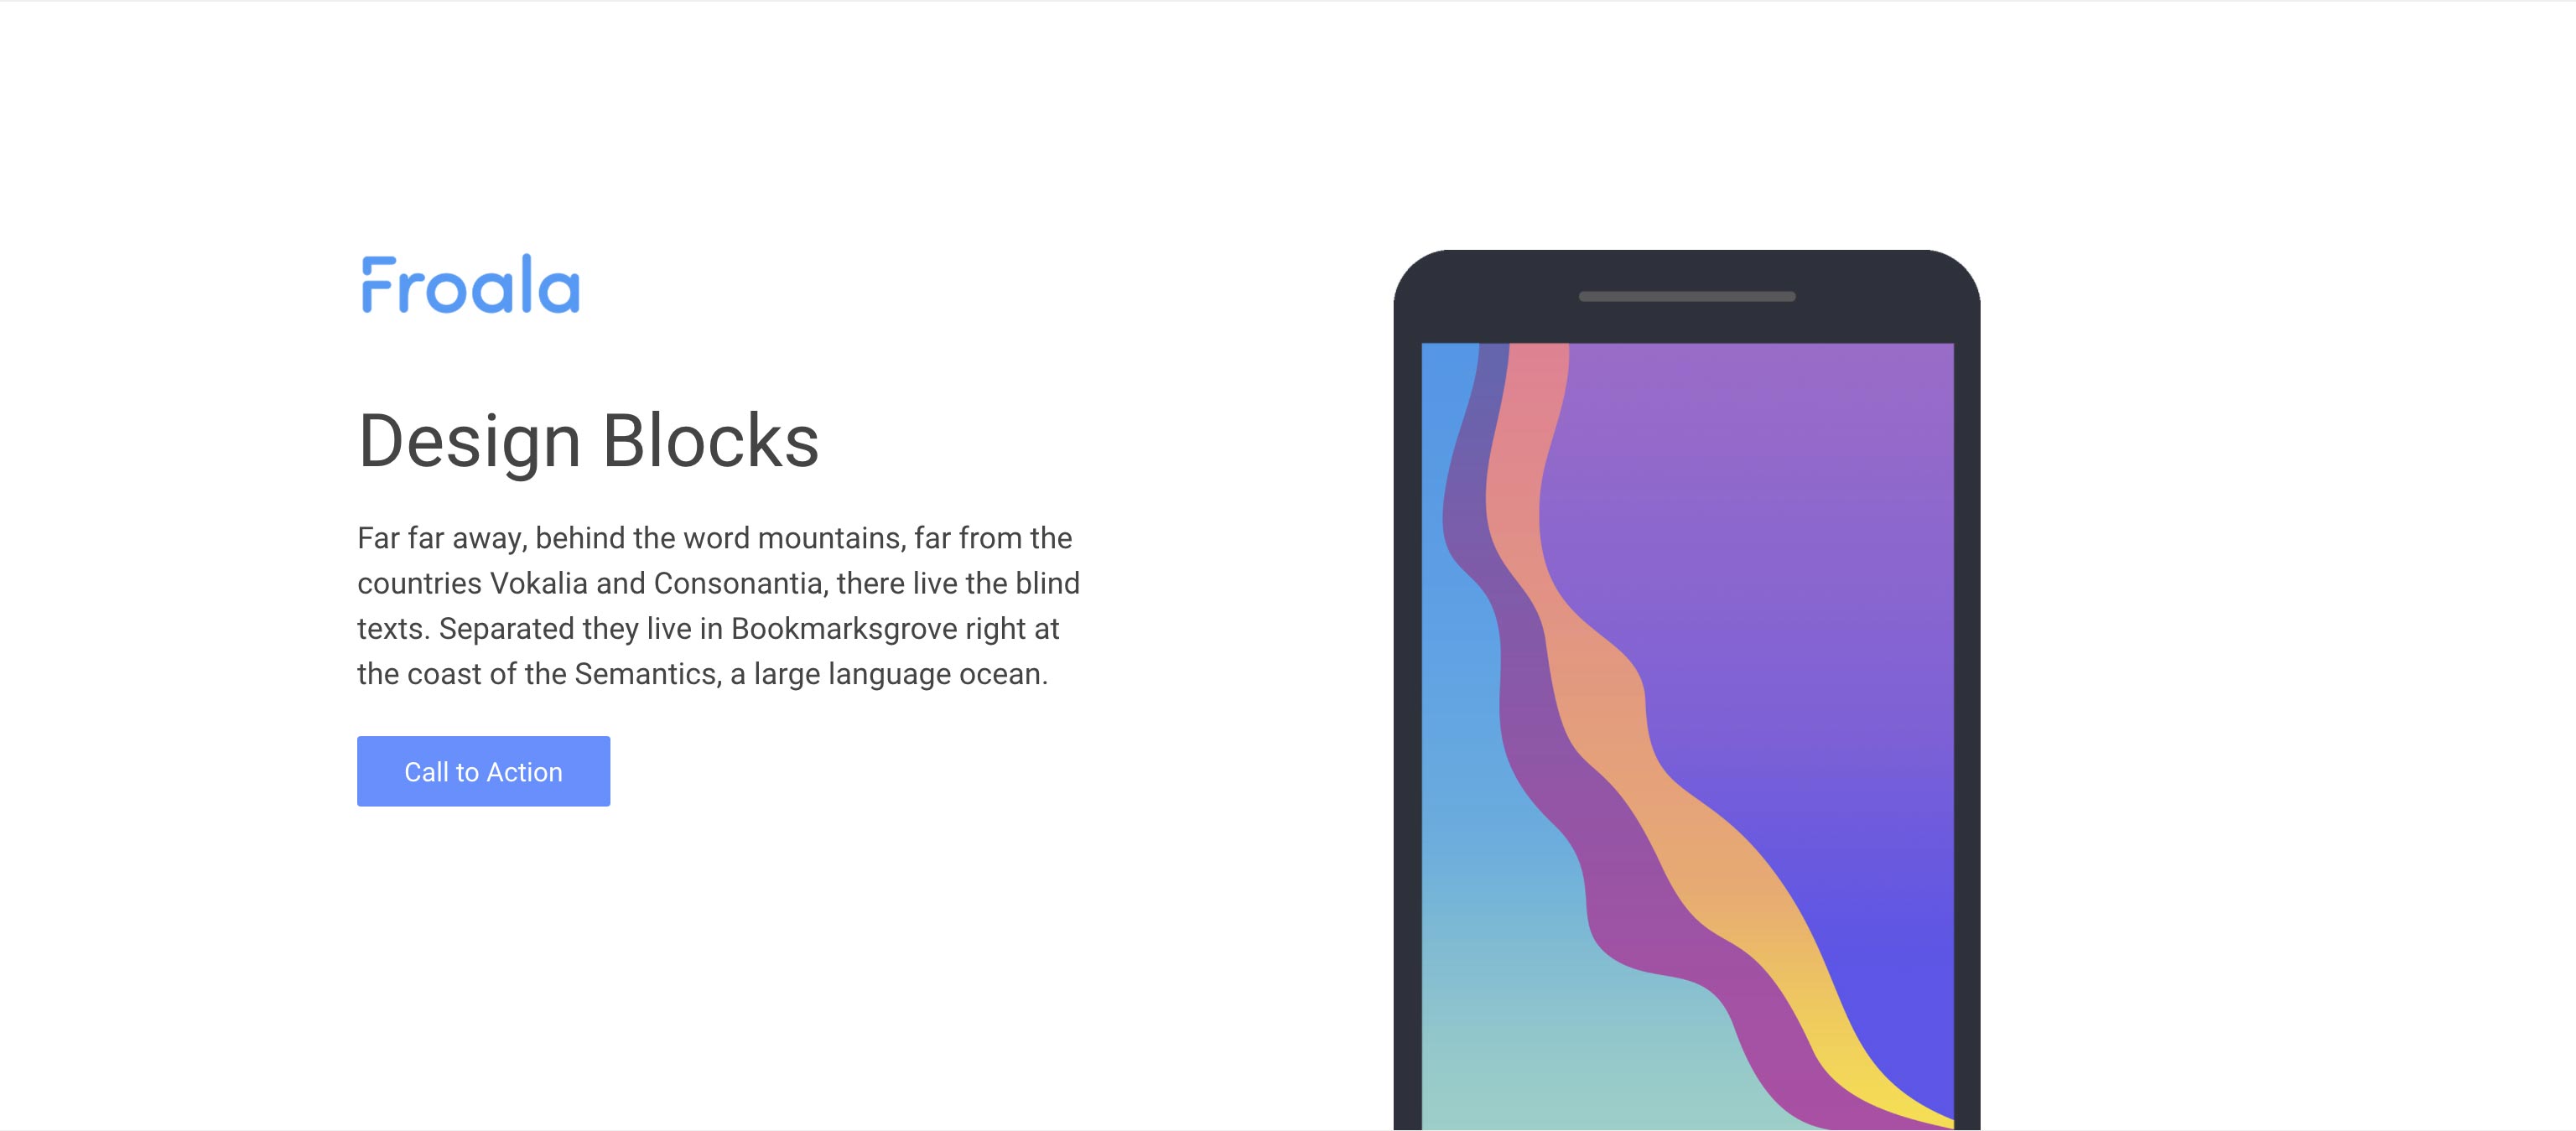 Froala
Design Blocks
Far far away, behind the word mountains, far from the
countries Vokalia and Consonantia, there live the blind
texts. Separated they live in Bookmarksgrove right at
the coast of the Semantics, a large language ocean.
Call to Action